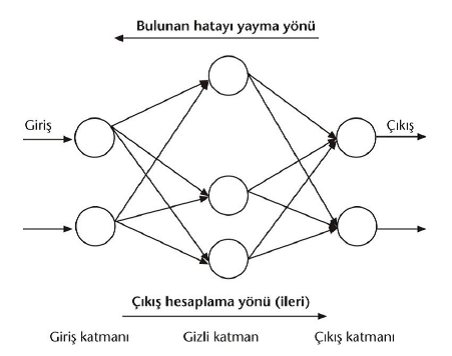 Bulunan hatayı yayma yönü
Giriş
Çıkış
Çıkış hesaplama yönü (ileri)
Giriş katmanı
Gizli katman
Çıkış katmanı